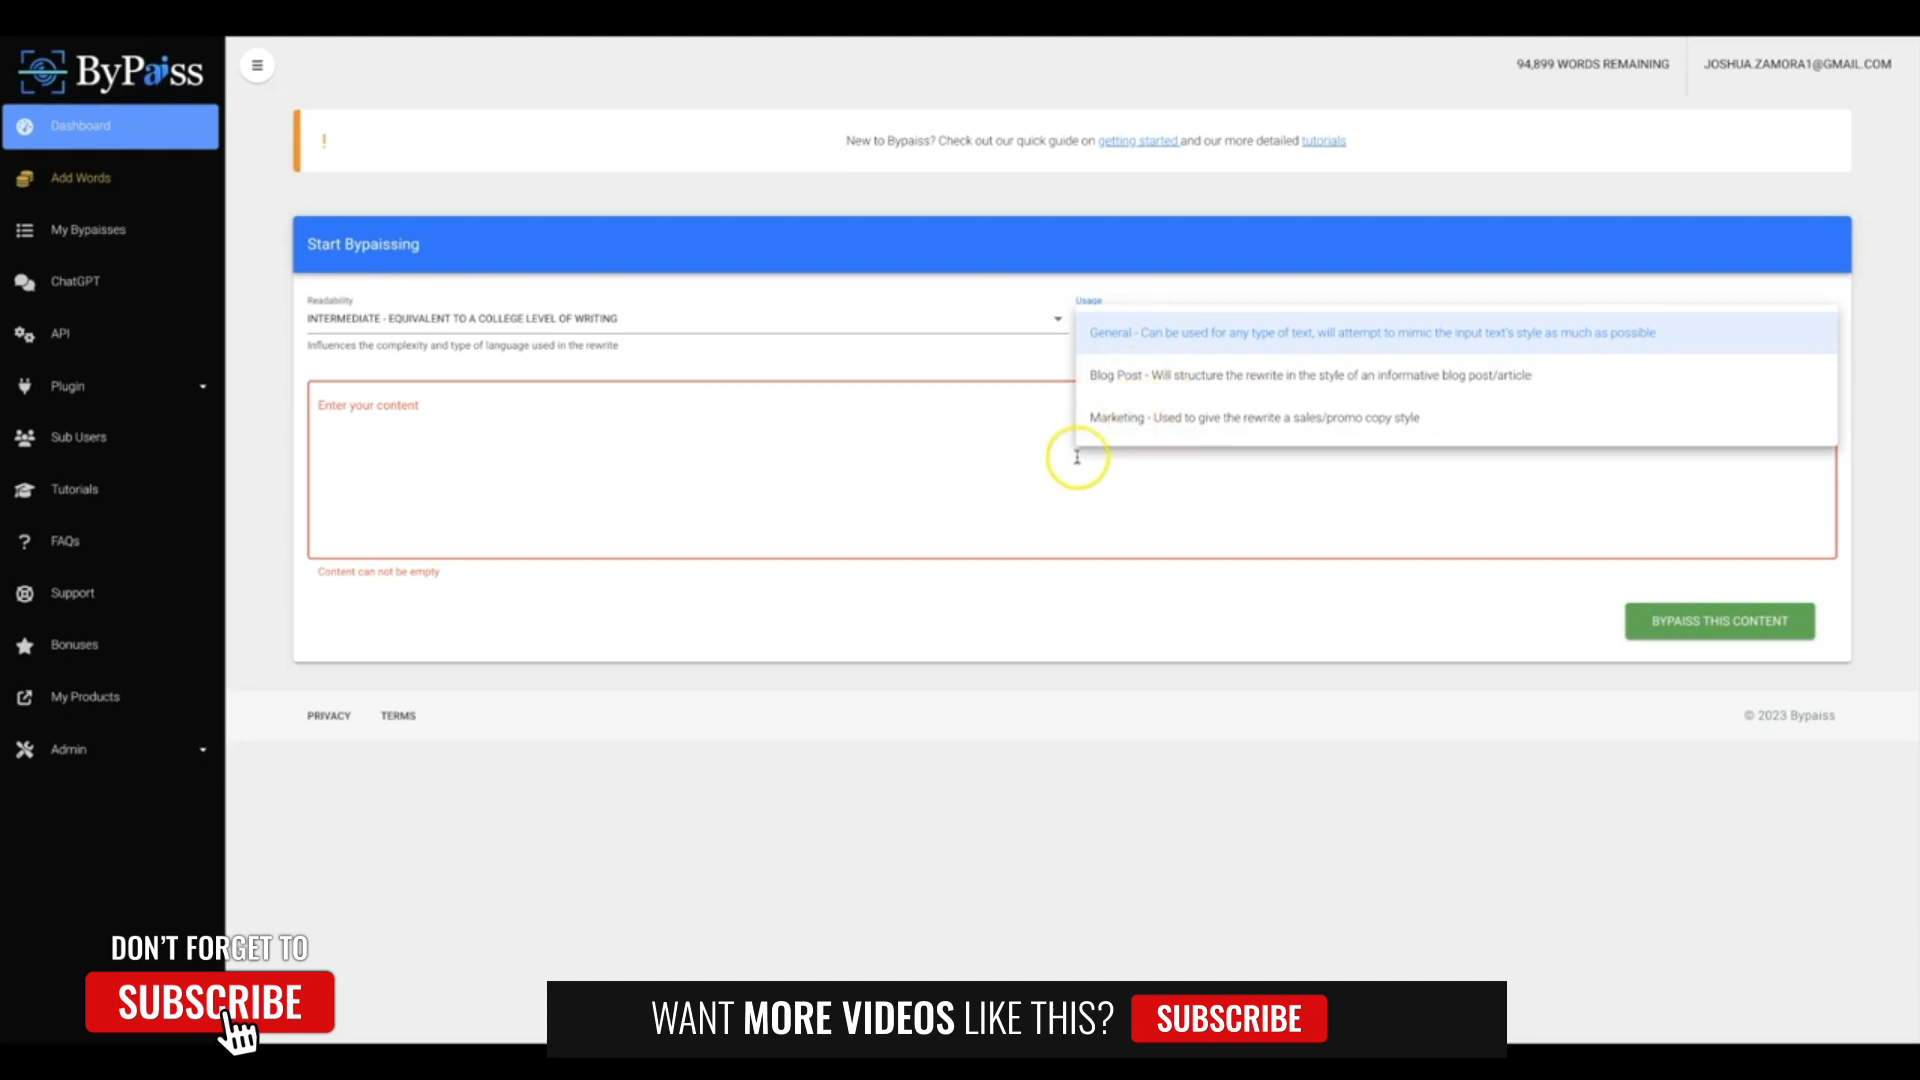 ByPaiss
94,899 WORDS REMAINING
JOSHUA.ZAMORA1@GMAIL.COM
Dashboard
Add Words
My Bypaisses
ChatGPT
API
Plugin
Sub Users
Tutorials
FAQs
Support
Bonuses
My Products
Admin
!
New to Bypaiss? Check out our quick guide on getting started and our more detailed tutorials
Start Bypaissing
Readability
INTERMEDIATE - EQUIVALENT TO A COLLEGE LEVEL OF WRITING
Influences the complexity and type of language used in the rewrite
Usage
General - Can be used for any type of text, will attempt to mimic the input text's style as much as possible
Blog Post - Will structure the rewrite in the style of an informative blog post/article
Marketing - Used to give the rewrite a sales/promo copy style
Enter your content
Content can not be empty
BYPAISS THIS CONTENT
PRIVACY
TERMS
© 2023 Bypaiss
DON'T FORGET TO
SUBSCRIBE
WANT MORE VIDEOS LIKE THIS?
SUBSCRIBE